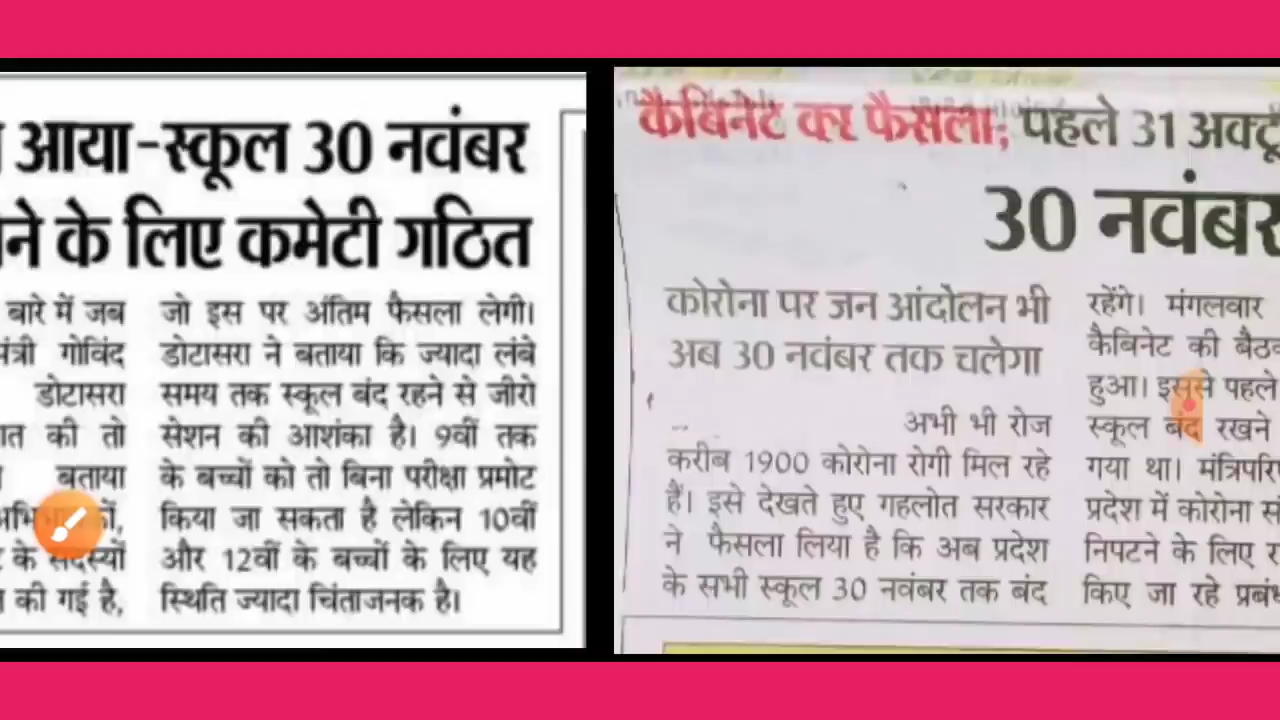 आया-स्कूल 30 नवंबर
के लिए कमेटी गठित
बारे में जब
गोविंद
डोटासरा
की तो
बताया
के सदस्यों
की गई है,
जो इस पर अंतिम फैसला लेगी।
डोटासरा ने बताया कि ज्यादा लंबे
समय तक स्कूल बंद रहने से जीरो
सेशन की आशंका है। 9वीं तक
के बच्चों को तो बिना परीक्षा प्रमोट
किया जा सकता है लेकिन 10वीं
और 12वीं के बच्चों के लिए यह
स्थिति ज्यादा चिंताजनक है।
कैबिनेट का फैसला; पहले 31
30 नवंबर
कोरोना पर जन आंदोलन भी
अब 30 नवंबर तक चलेगा
अभी भी रोज
करीब 1900 कोरोना रोगी मिल रहे
हैं। इसे देखते हुए गहलोत सरकार
ने फैसला लिया है कि अब प्रदेश
के सभी स्कूल 30 नवंबर तक बंद
रहेंगे। मंगलवार
कैबिनेट की
हुआ। इससे पहले
स्कूल बंद रखने
गया था।
प्रदेश में कोरोना
निपटने के लिए
किए जा रहे